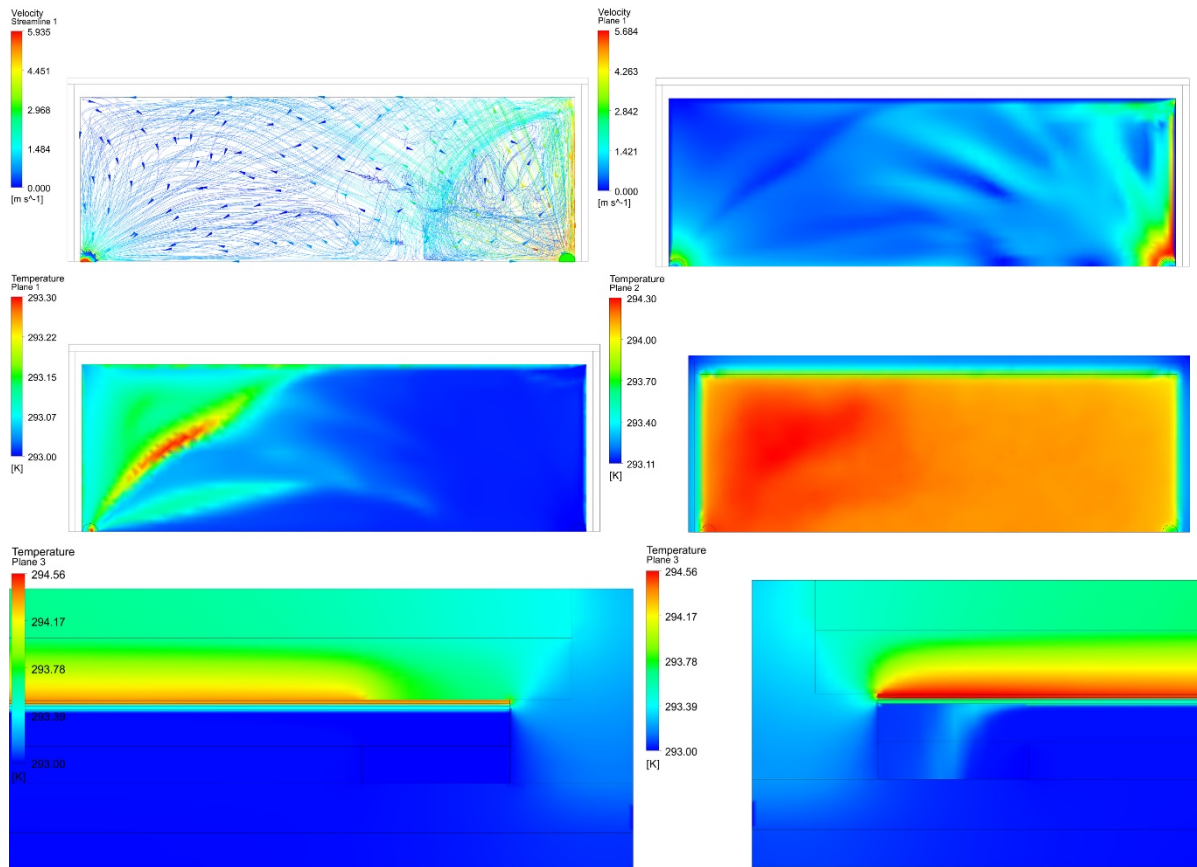 Velocity
Streamline 1
5.935
4.451
2.968
1.484
0.000
[m s^-1]
Velocity
Plane 1
5.684
4.263
2.842
1.421
0.000
[m s^-1]
Temperature
Plane 1
293.30
293.22
293.15
293.07
293.00
[K]
Temperature
Plane 2
294.30
294.00
293.70
293.40
293.11
[K]
Temperature
Plane 3
294.56
294.17
293.78
293.39
293.00
[K]
Temperature
Plane 3
294.56
294.17
293.78
293.39
293.00
[K]